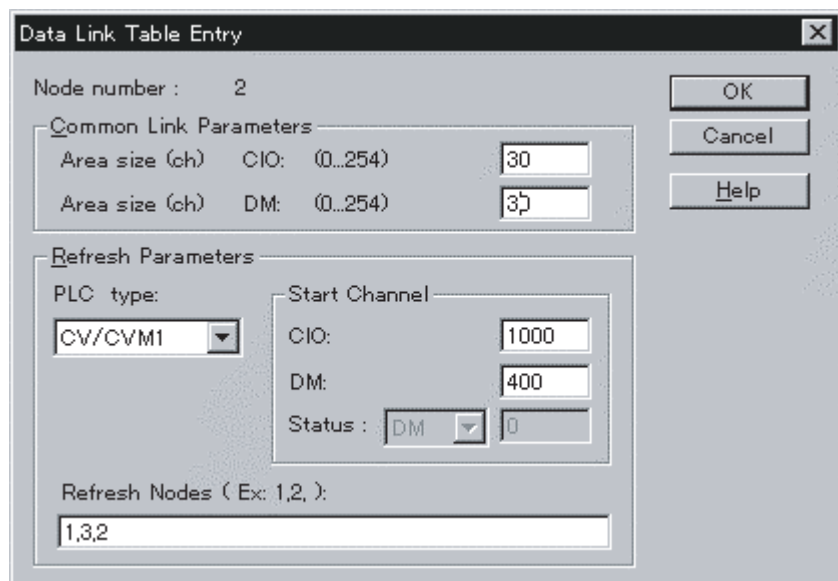 Data Link Table Entry
Node number : 2
OK
Common Link Parameters
Cancel
Area size (ch) CIO: (0...254) 30
Area size (ch) DM: (0...254)
Help
Refresh Parameters
PLC type:
Start Channel
CV/CVM1
CIO: 1000
DM: 400
Status : DM 0
Refresh Nodes ( Ex: 1,2, ):
1,3,2